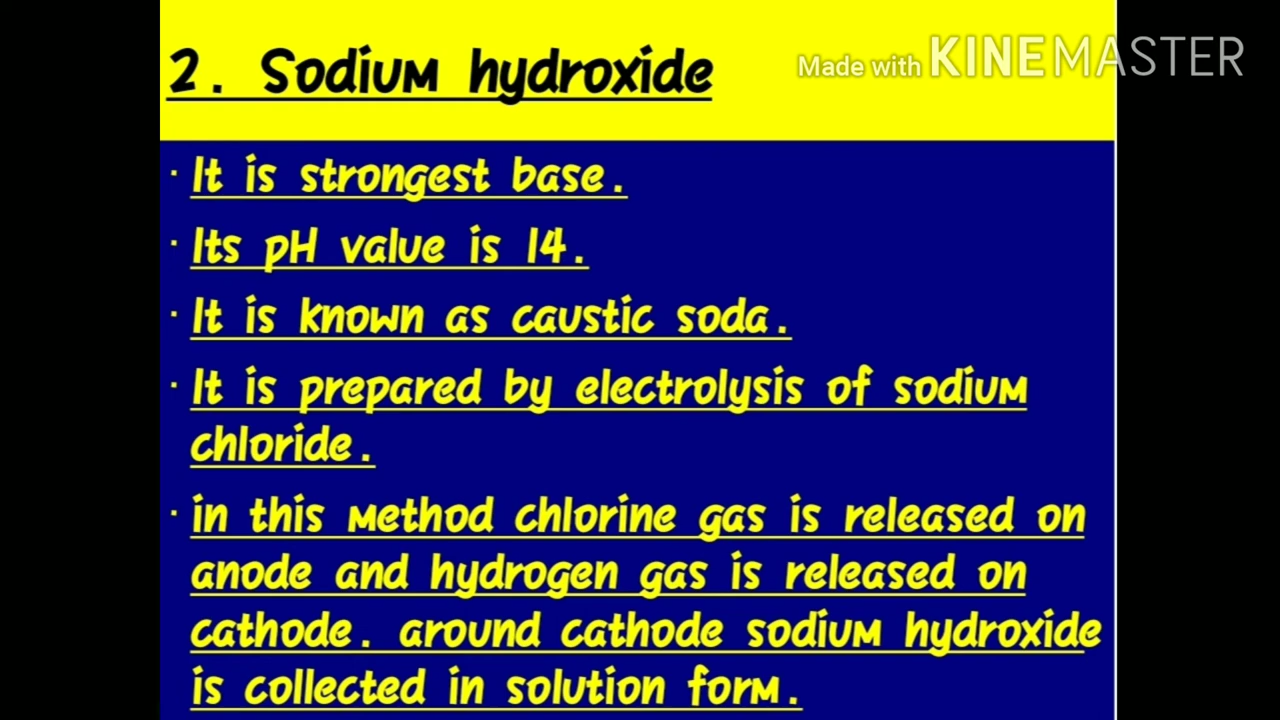 2. Sodium hydroxide
Made with KINEMASTER
· It is strongest base.
· Its pH value is 14.
· It is known as caustic soda.
· It is prepared by electrolysis of sodium
chloride.
· in this method chlorine gas is released on
anode and hydrogen gas is released on
cathode. around cathode sodium hydroxide
is collected in solution form.